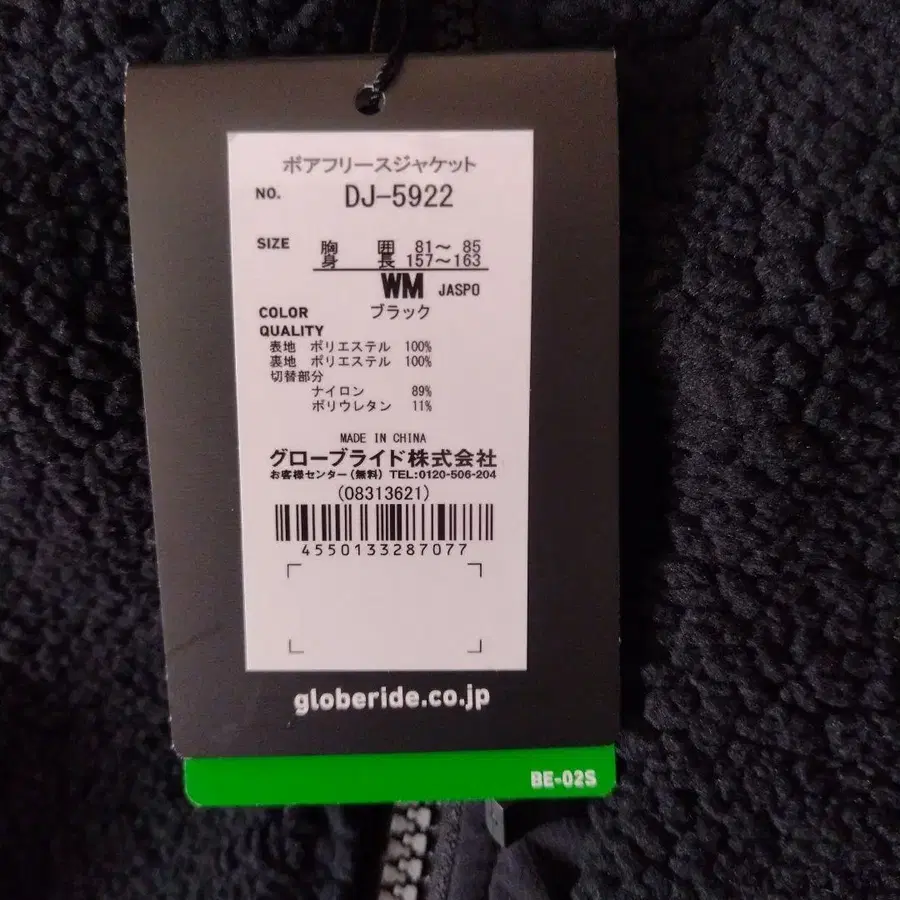 ボアフリースジャケット
NO. DJ-5922
SIZE 胸 囲 81～ 85
身 長 157～163
WM JASPO
COLOR ブラック
QUALITY
表地 ポリエステル 100%
裏地 ポリエステル 100%
切替部分
ナイロン 89%
ポリウレタン 11%
MADE IN CHINA
グローブライド株式会社
お客様センター(無料) TEL:0120-506-204
(08313621)
4550133287077
globeride.co.jp
BE-02S